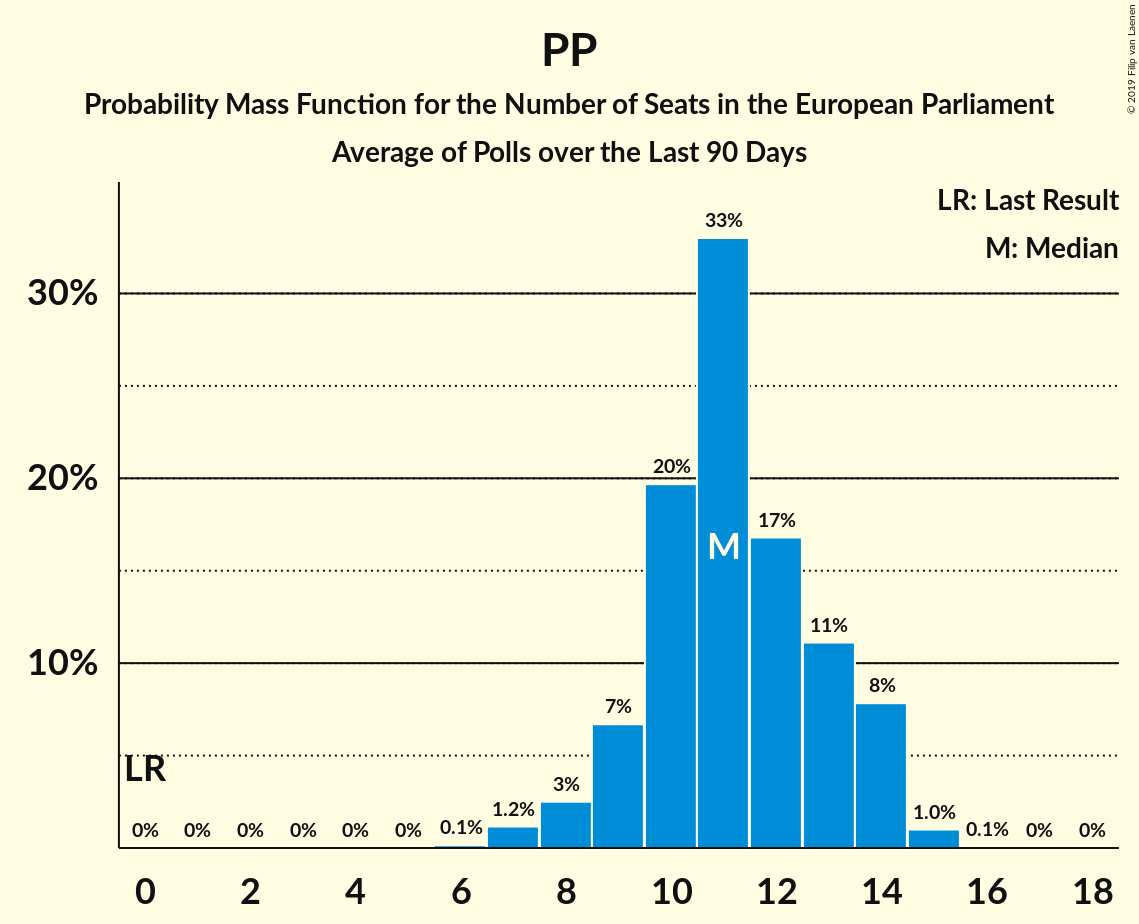 PP
Probability Mass Function for the Number of Seats in the European Parliament
Average of Polls over the Last 90 Days
© 2019 Filip van Laenen
LR: Last Result
M: Median
30%
20%
10%
33%
20%
M
17%
11%
8%
7%
LR
3%
0% 0% 0% 0% 0% 0% 0.1% 1.2% 1.0% 0.1% 0% 0%
0 2 4 6 8 10 12 14 16 18